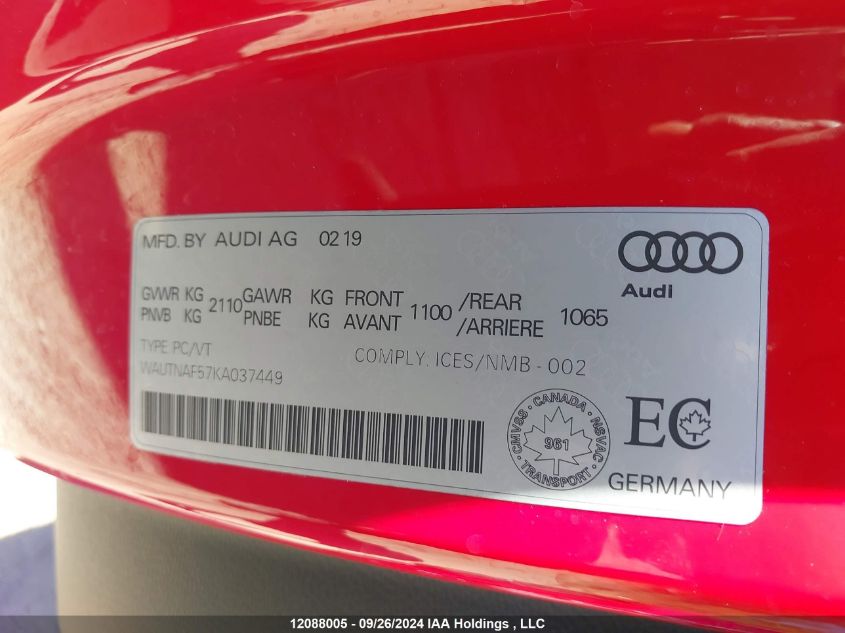 MFD. BY AUDI AG 02 19
Audi
GVWR KG 2110 GAWR KG FRONT 1100 /REAR 1065
PNVB KG PNBE KG AVANT /ARRIERE
TYPE PC/VT
COMPLY. ICES/NMB-002
WAUTNAF57KA037449
CANADA
CMVSS
NSVAC
961
TRANSPORT
EC
GERMANY
12088005 - 09/26/2024 IAA Holdings , LLC